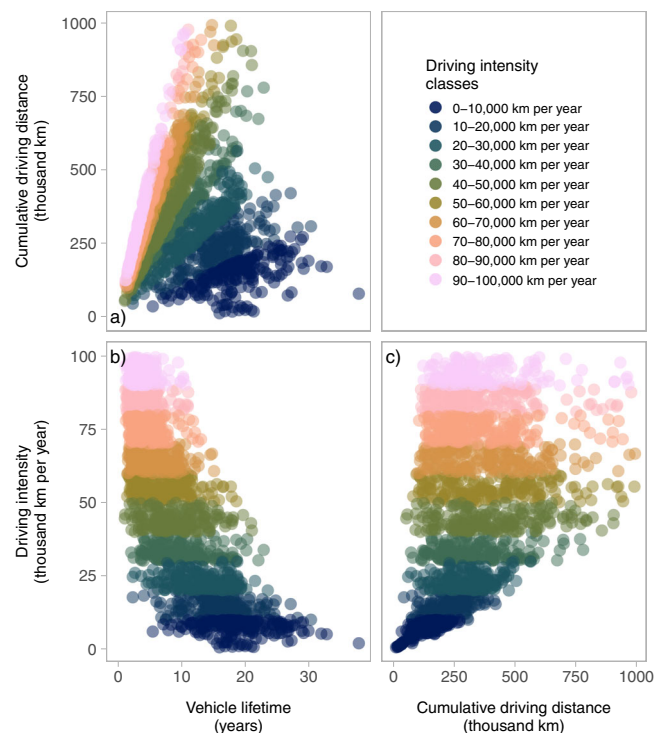 Cumulative driving distance
(thousand km)
1000
750
500
250
0
a)
Driving intensity
classes
0–10,000 km per year
10–20,000 km per year
20–30,000 km per year
30–40,000 km per year
40–50,000 km per year
50–60,000 km per year
60–70,000 km per year
70–80,000 km per year
80–90,000 km per year
90–100,000 km per year
Driving intensity
(thousand km per year)
100
75
50
25
0
b)
0 10 20 30
Vehicle lifetime
(years)
c)
0 250 500 750 1000
Cumulative driving distance
(thousand km)